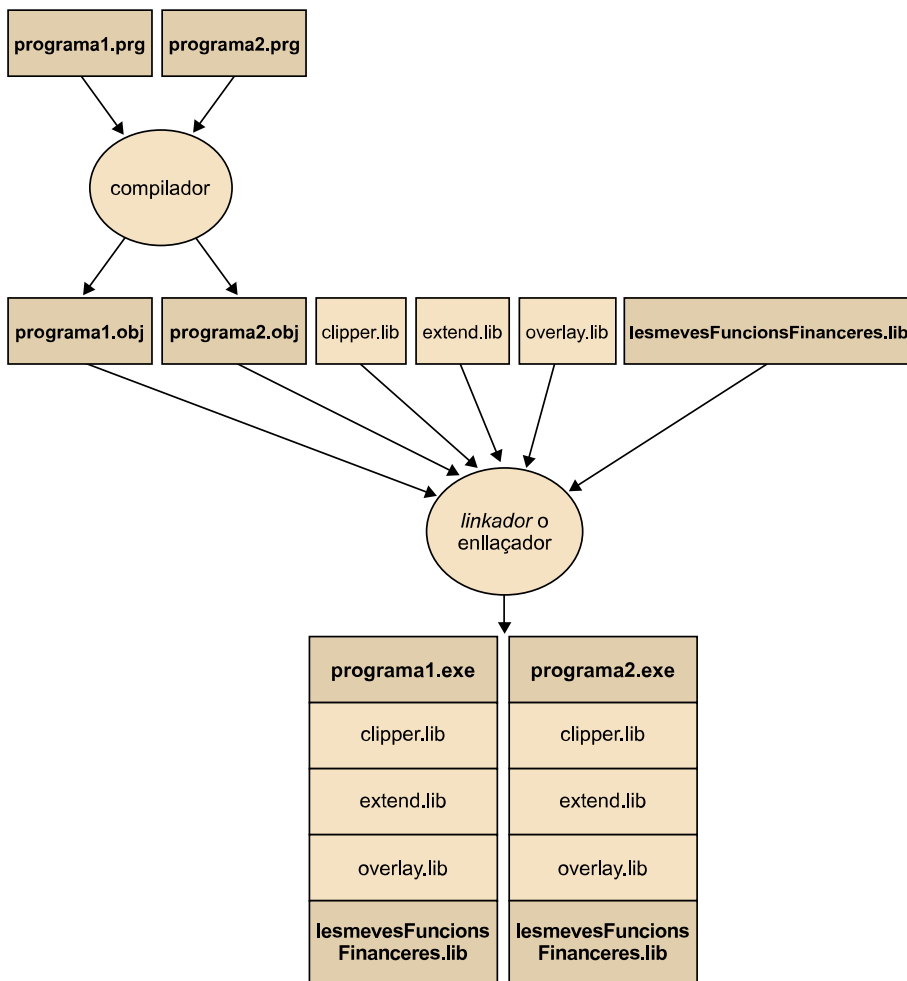 programa1.prg programa2.prg
compilador
programa1.obj programa2.obj clipper.lib extend.lib overlay.lib lesmevesFuncionsFinanceres.lib
linkador o
enllaçador
programa1.exe programa2.exe
clipper.lib clipper.lib
extend.lib extend.lib
overlay.lib overlay.lib
lesmevesFuncions lesmevesFuncions
Financeres.lib Financeres.lib